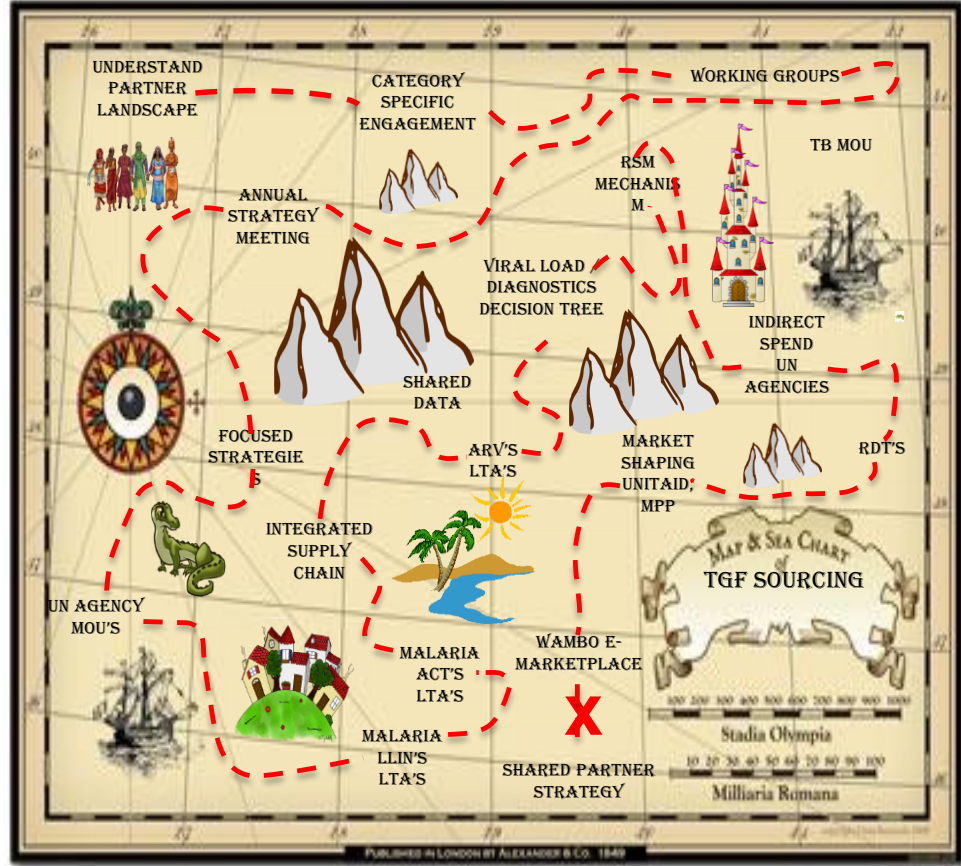 UNDERSTAND
PARTNER
LANDSCAPE
CATEGORY
SPECIFIC
ENGAGEMENT
WORKING GROUPS
TB MOU
RSM
MECHANIS
M
ANNUAL
STRATEGY
MEETING
VIRAL LOAD /
DIAGNOSTICS
DECISION TREE
INDIRECT
SPEND
UN
AGENCIES
SHARED
DATA
FOCUSED
STRATEGIE
S
ARV'S
LTA'S
MARKET
SHAPING
UNITAID;
MPP
RDT'S
INTEGRATED
SUPPLY
CHAIN
Map & Sea Chart
of
TGF SOURCING
UN AGENCY
MOU'S
MALARIA
ACT'S
LTA'S
WAMBO E-
MARKETPLACE
X
MALARIA
LLIN'S
LTA'S
SHARED PARTNER
STRATEGY
100 200 300 400 500 600 700 800 900 1000
Stadia Olympia
10 20 30 40 50 60 70 80 90 100
Milliaria Romana
PUBLISHED IN LONDON BY ALEXANDER & CO. 1849